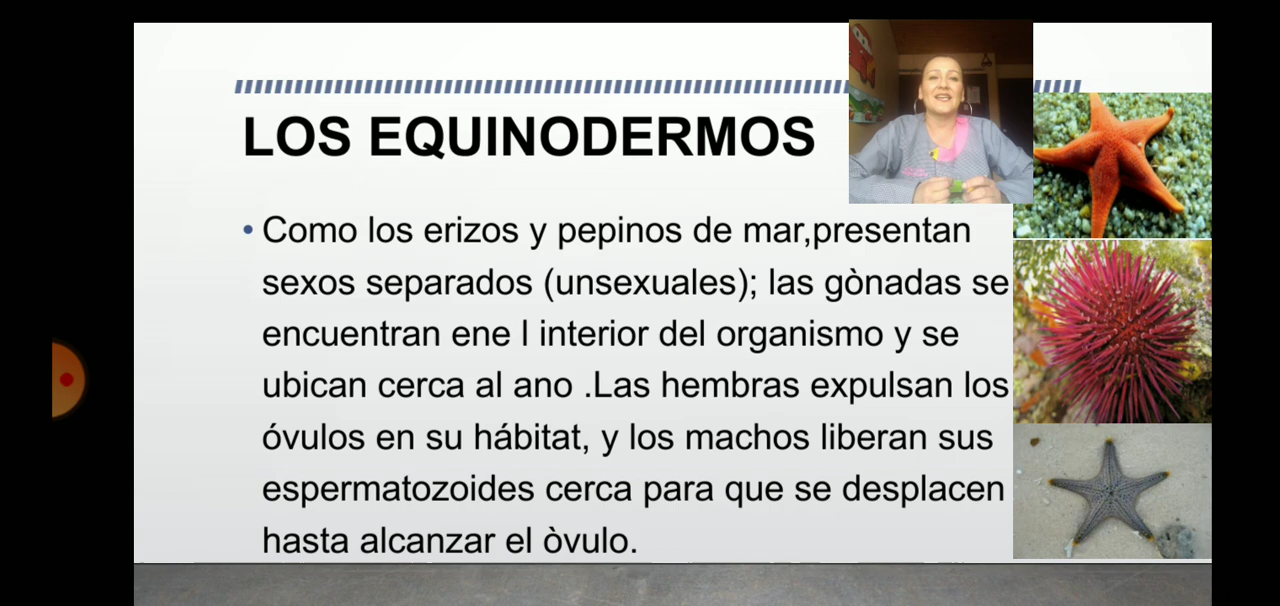 LOS EQUINODERMOS
• Como los erizos y pepinos de mar,presentan
sexos separados (unsexuales); las gònadas se
encuentran ene l interior del organismo y se
ubican cerca al ano .Las hembras expulsan los
óvulos en su hábitat, y los machos liberan sus
espermatozoides cerca para que se desplacen
hasta alcanzar el òvulo.